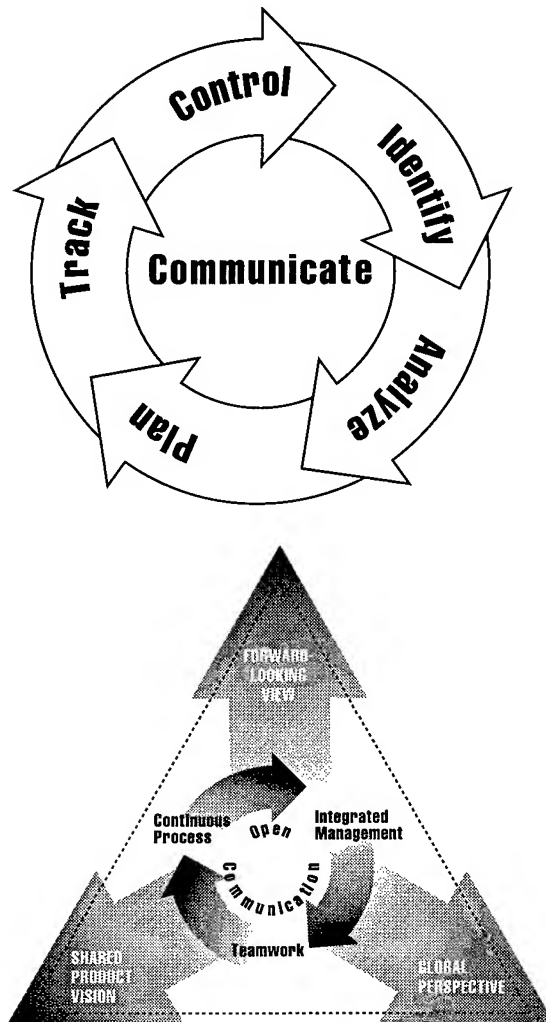 Control
Identify
Analyze
Plan
Track
Communicate
FORWARD-
LOOKING
VIEW
Continuous
Process
Open
Communication
Integrated
Management
Teamwork
SHARED
PRODUCT
VISION
GLOBAL
PERSPECTIVE